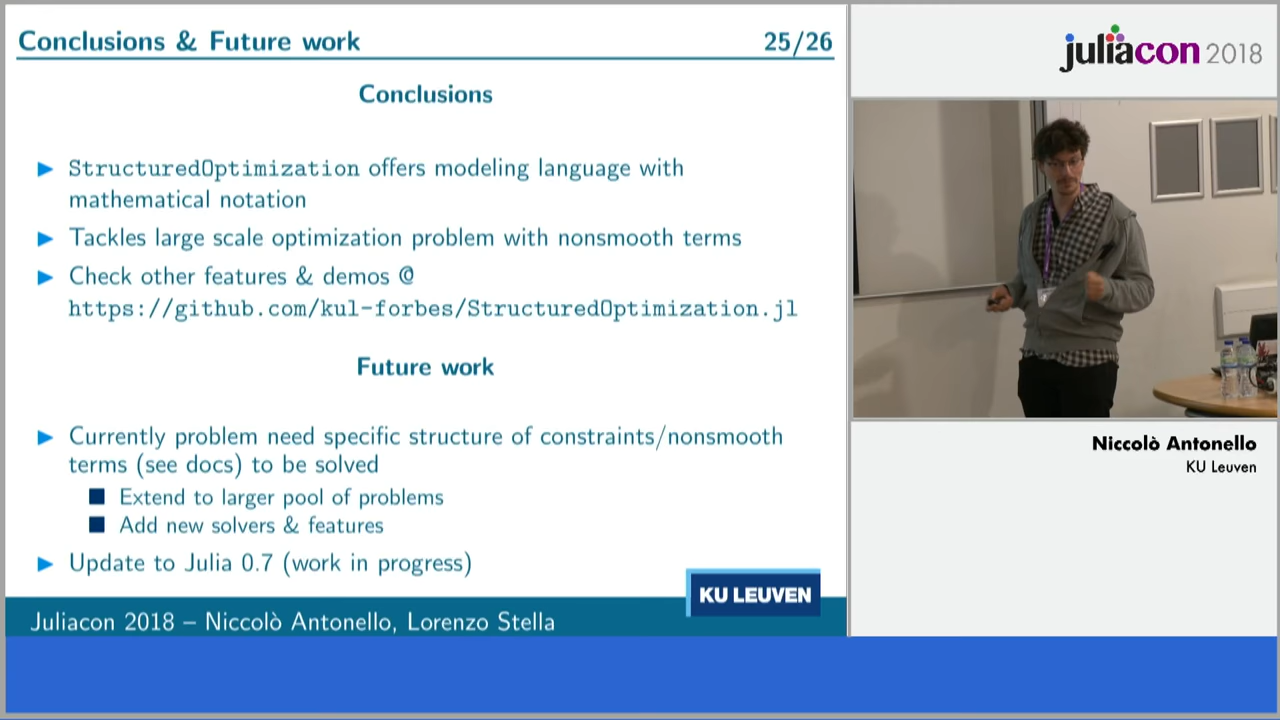 Conclusions & Future work 25/26
Conclusions
StructuredOptimization offers modeling language with
mathematical notation
Tackles large scale optimization problem with nonsmooth terms
Check other features & demos @
https://github.com/kul-forbes/StructuredOptimization.jl
Future work
Currently problem need specific structure of constraints/nonsmooth
terms (see docs) to be solved
Extend to larger pool of problems
Add new solvers & features
Update to Julia 0.7 (work in progress)
KU LEUVEN
Juliacon 2018 – Niccolò Antonello, Lorenzo Stella
juliacon 2018
Niccolò Antonello
KU Leuven